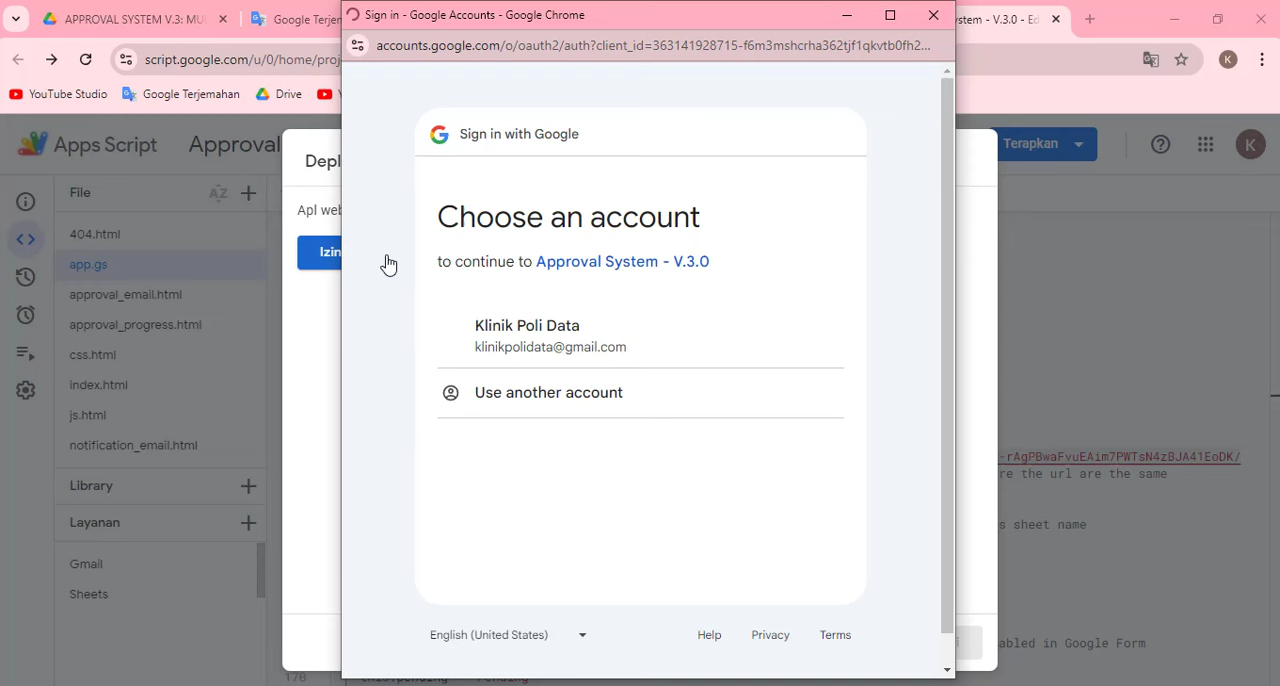 APPROVAL SYSTEM V.3: MU
Google Terjem
Sign in - Google Accounts - Google Chrome
stem - V.3.0 - Ed
script.google.com/u/0/home/proj
accounts.google.com/o/oauth2/auth?client_id=363141928715-f6m3mshcrha362tjf1qkvtb0fh2...
K
YouTube Studio
Google Terjemahan
Drive
Apps Script
Approval
Terapkan
K
File
404.html
app.gs
approval_email.html
approval_progress.html
css.html
index.html
js.html
notification_email.html
Library
Layanan
Gmail
Sheets
Depl
Apl web
Izin
Sign in with Google
Choose an account
to continue to Approval System - V.3.0
Klinik Poli Data
klinikpolidata@gmail.com
Use another account
English (United States)
Help
Privacy
Terms
-rAgPBwaFvuEAim7PWTsN4zBJA41EoDK/
re the url are the same
s sheet name
i
abled in Google Form